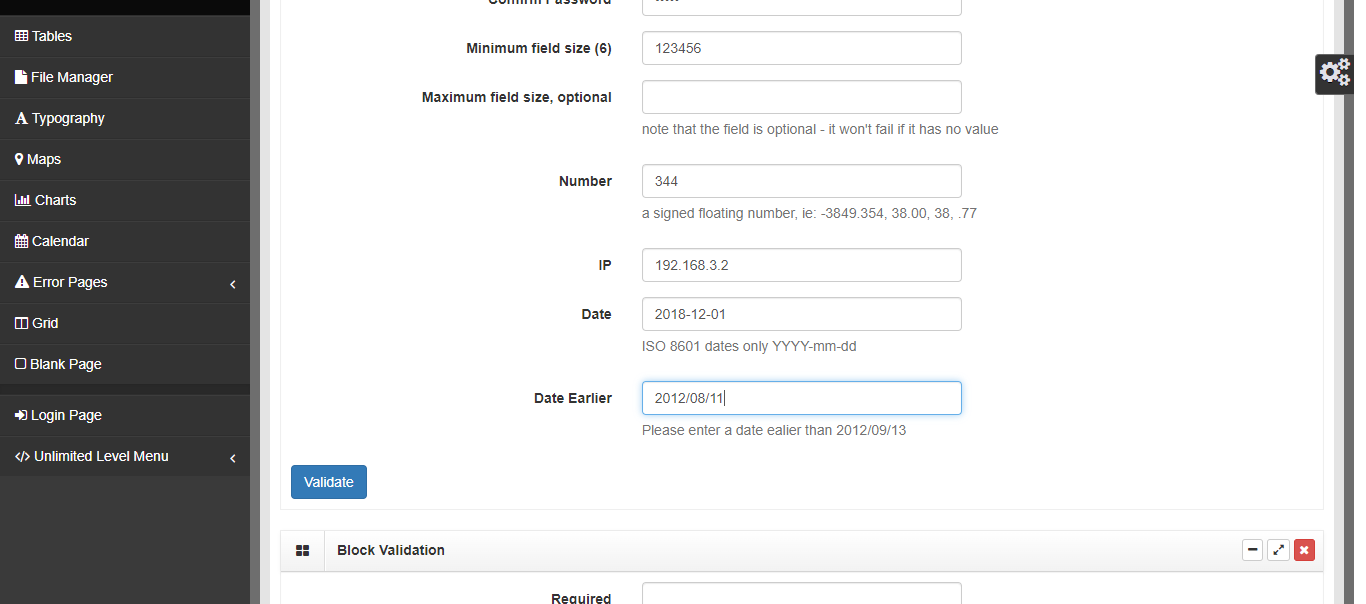 Tables
File Manager
Typography
Maps
Charts
Calendar
Error Pages
Grid
Blank Page
Login Page
Unlimited Level Menu
Confirm Password
Minimum field size (6)
123456
Maximum field size, optional
note that the field is optional - it won't fail if it has no value
Number
344
a signed floating number, ie: -3849.354, 38.00, 38, .77
IP
192.168.3.2
Date
2018-12-01
ISO 8601 dates only YYYY-mm-dd
Date Earlier
2012/08/11
Please enter a date ealier than 2012/09/13
Validate
Block Validation
Required